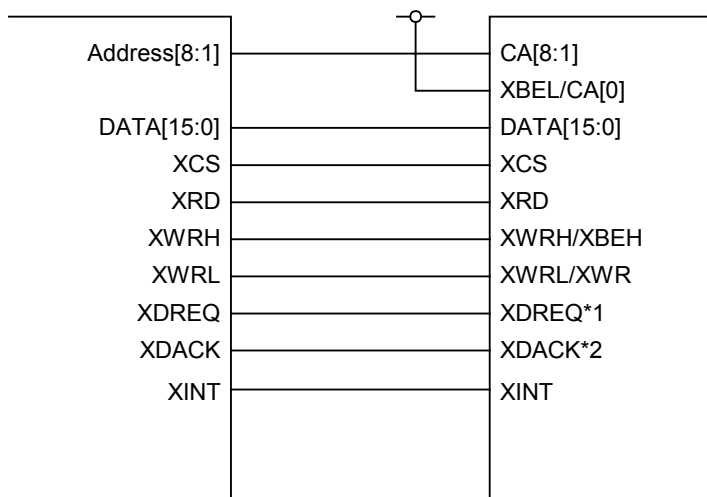 Address[8:1] CA[8:1]
XBEL/CA[0]
DATA[15:0] DATA[15:0]
XCS XCS
XRD XRD
XWRH XWRH/XBEH
XWRL XWRL/XWR
XDREQ XDREQ*1
XDACK XDACK*2
XINT XINT